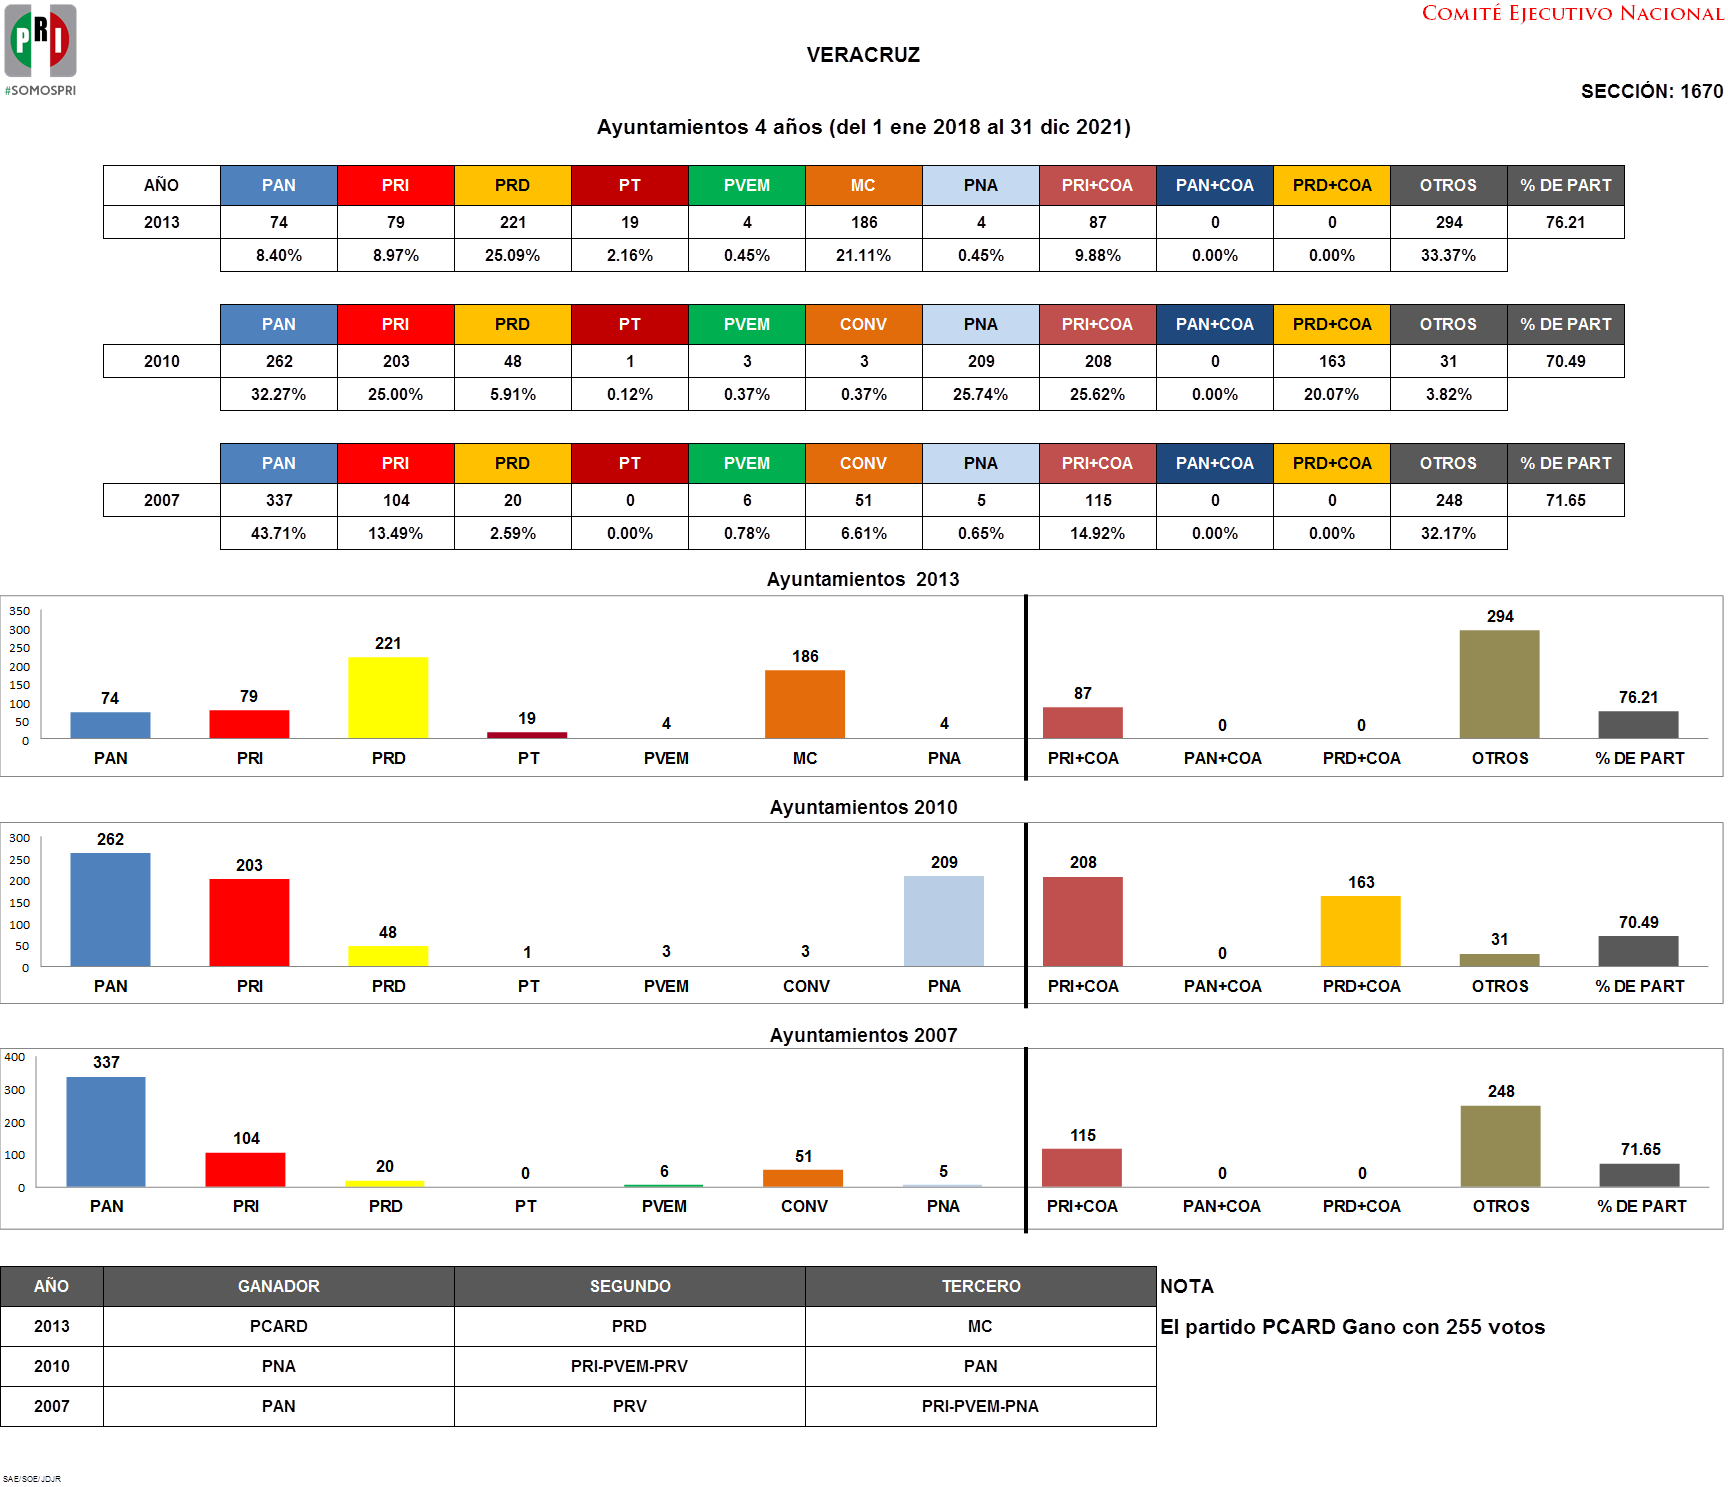 COMITÉ EJECUTIVO NACIONAL
PRI
#SOMOSPRI
VERACRUZ
SECCIÓN: 1670
Ayuntamientos 4 años (del 1 ene 2018 al 31 dic 2021)
AÑO PAN PRI PRD PT PVEM MC PNA PRI+COA PAN+COA PRD+COA OTROS % DE PART
2013 74 79 221 19 4 186 4 87 0 0 294 76.21
8.40% 8.97% 25.09% 2.16% 0.45% 21.11% 0.45% 9.88% 0.00% 0.00% 33.37%
PAN PRI PRD PT PVEM CONV PNA PRI+COA PAN+COA PRD+COA OTROS % DE PART
2010 262 203 48 1 3 3 209 208 0 163 31 70.49
32.27% 25.00% 5.91% 0.12% 0.37% 0.37% 25.74% 25.62% 0.00% 20.07% 3.82%
PAN PRI PRD PT PVEM CONV PNA PRI+COA PAN+COA PRD+COA OTROS % DE PART
2007 337 104 20 0 6 51 5 115 0 0 248 71.65
43.71% 13.49% 2.59% 0.00% 0.78% 6.61% 0.65% 14.92% 0.00% 0.00% 32.17%
Ayuntamientos 2013
350
300
250
200
150
100
50
0
74 79 221 19 4 186 4 87 0 0 294 76.21
PAN PRI PRD PT PVEM MC PNA PRI+COA PAN+COA PRD+COA OTROS % DE PART
Ayuntamientos 2010
300
250
200
150
100
50
0
262 203 48 1 3 3 209 208 0 163 31 70.49
PAN PRI PRD PT PVEM CONV PNA PRI+COA PAN+COA PRD+COA OTROS % DE PART
Ayuntamientos 2007
400
300
200
100
0
337 104 20 0 6 51 5 115 0 0 248 71.65
PAN PRI PRD PT PVEM CONV PNA PRI+COA PAN+COA PRD+COA OTROS % DE PART
AÑO GANADOR SEGUNDO TERCERO NOTA
2013 PCARD PRD MC El partido PCARD Gano con 255 votos
2010 PNA PRI-PVEM-PRV PAN
2007 PAN PRV PRI-PVEM-PNA
SAE/SOE/JDJR